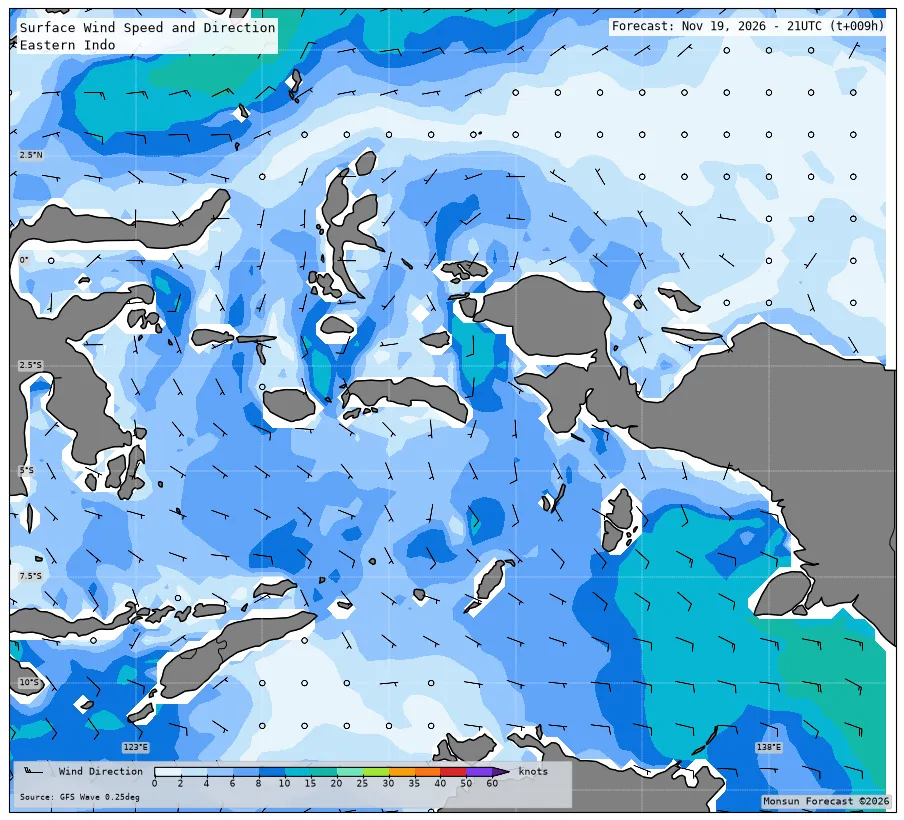 Surface Wind Speed and Direction
Eastern Indo
Forecast: Nov 19, 2026 - 21UTC (t+009h)
2.5°N
0°
2.5°S
5°S
7.5°S
10°S
123°E
138°E
Wind Direction
0 2 4 6 8 10 15 20 25 30 35 40 50 60
knots
Source: GFS Wave 0.25deg
Monsun Forecast ©2026